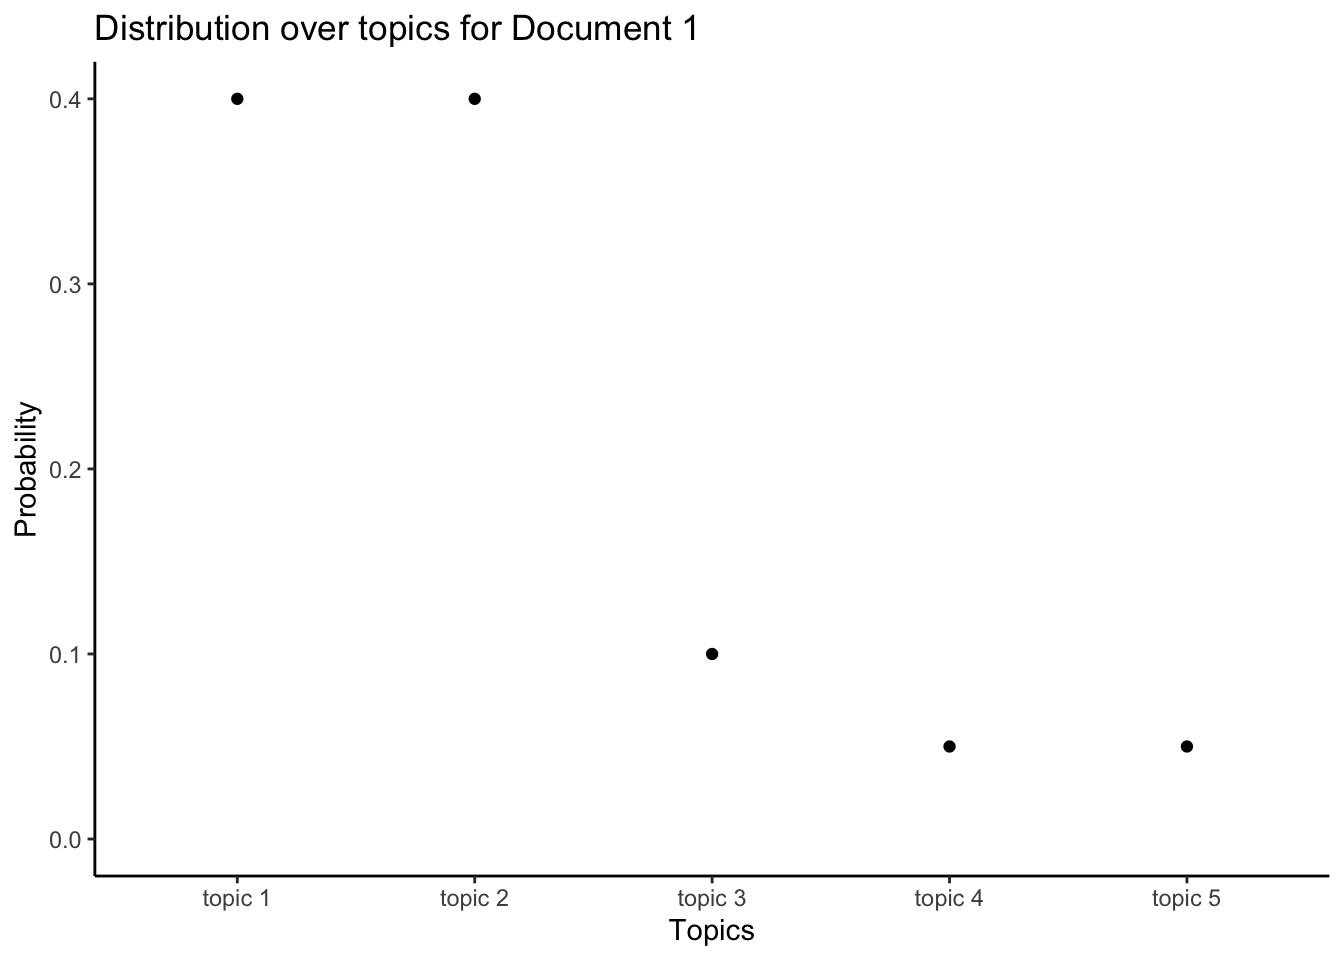 Distribution over topics for Document 1
0.4
0.3
0.2
0.1
0.0
Probability
topic 1 topic 2 topic 3 topic 4 topic 5
Topics